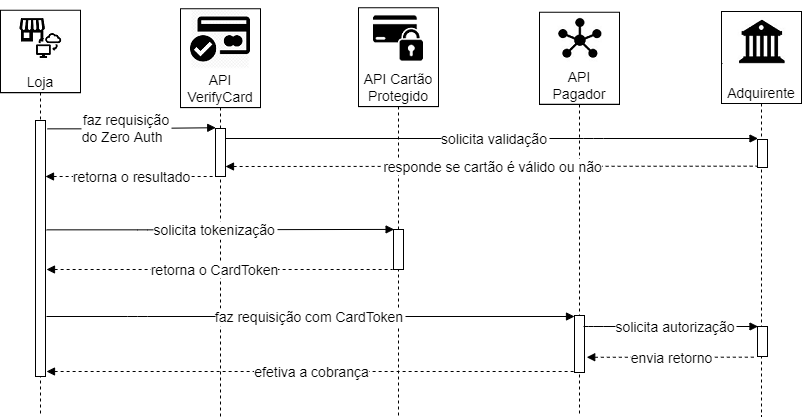 Loja
API
VerifyCard
API Cartão
Protegido
API
Pagador
Adquirente
faz requisição
do Zero Auth
solicita validação
responde se cartão é válido ou não
retorna o resultado
solicita tokenização
retorna o CardToken
faz requisição com CardToken
solicita autorização
envia retorno
efetiva a cobrança